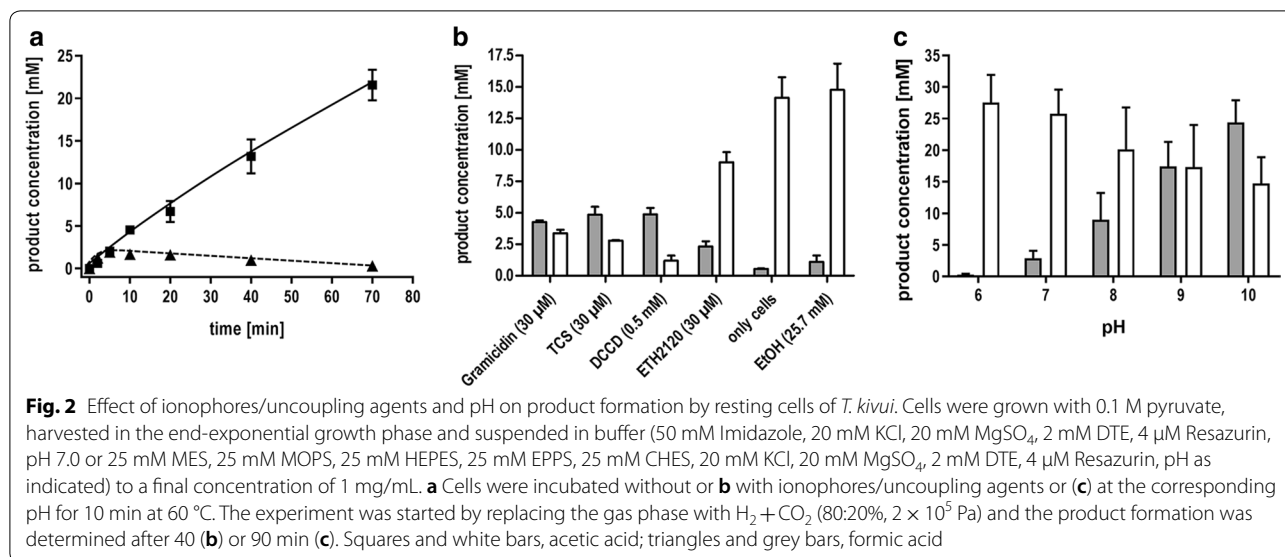 a
product concentration [mM]
25
20
15
10
5
0
0 10 20 30 40 50 60 70 80
time [min]
b
product concentration [mM]
17.5
15.0
12.5
10.0
7.5
5.0
2.5
0.0
Gramicidin (30 µM)
TCS (30 µM)
DCCD (0.5 mM)
ETH2120 (30 µM)
only cells
EtOH (25.7 mM)
c
product concentration [mM]
35
30
25
20
15
10
5
0
6 7 8 9 10
pH
Fig. 2 Effect of ionophores/uncoupling agents and pH on product formation by resting cells of T. kivui. Cells were grown with 0.1 M pyruvate,
harvested in the end-exponential growth phase and suspended in buffer (50 mM Imidazole, 20 mM KCl, 20 mM MgSO₄, 2 mM DTE, 4 µM Resazurin,
pH 7.0 or 25 mM MES, 25 mM MOPS, 25 mM HEPES, 25 mM EPPS, 25 mM CHES, 20 mM KCl, 20 mM MgSO₄, 2 mM DTE, 4 µM Resazurin, pH as
indicated) to a final concentration of 1 mg/mL. a Cells were incubated without or b with ionophores/uncoupling agents or (c) at the corresponding
pH for 10 min at 60 °C. The experiment was started by replacing the gas phase with H₂ + CO₂ (80:20%, 2 × 10⁵ Pa) and the product formation was
determined after 40 (b) or 90 min (c). Squares and white bars, acetic acid; triangles and grey bars, formic acid